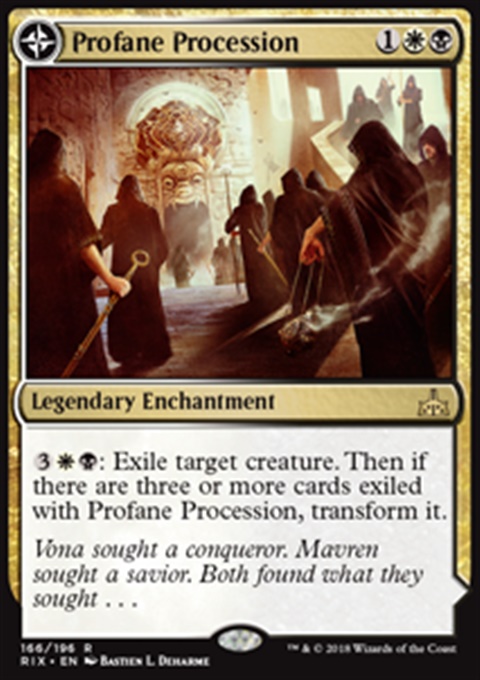 Profane Procession 1
Legendary Enchantment
3: Exile target creature. Then if
there are three or more cards exiled
with Profane Procession, transform it.
Vona sought a conqueror. Mavren
sought a savior. Both found what they
sought . . .
166/196 R
RIX • EN Bastien L. Deharme
™ & © 2018 Wizards of the Coast